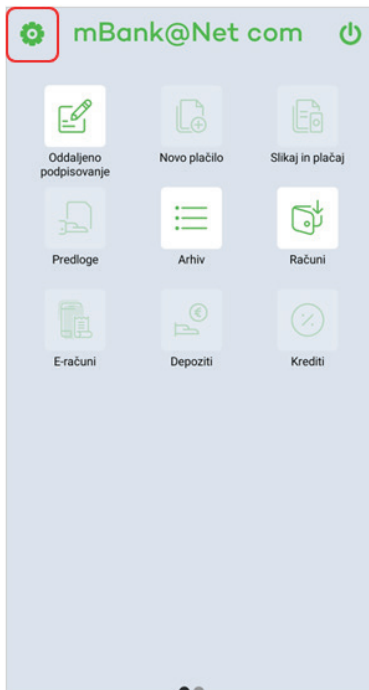 mBank@Net com
Oddaljeno
podpisovanje
Novo plačilo
Slikaj in plačaj
Predloge
Arhiv
Računi
E-računi
Depoziti
Krediti